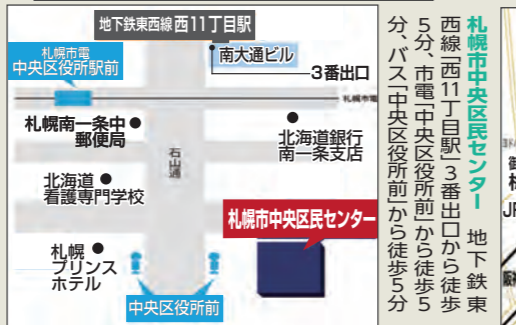 地下鉄東西線 西11丁目駅
札幌市電
中央区役所駅前
南大通ビル
3番出口
札幌市電
札幌南一条中
郵便局
石山通
北海道銀行
南一条支店
北海道
看護専門学校
札幌市中央区民センター
札幌
プリンス
ホテル
中央区役所前
札幌市中央区民センター 地下鉄東
西線「西11丁目駅」3番出口から徒歩
5分、市電「中央区役所前」から徒歩5
分、バス「中央区役所前」から徒歩5分